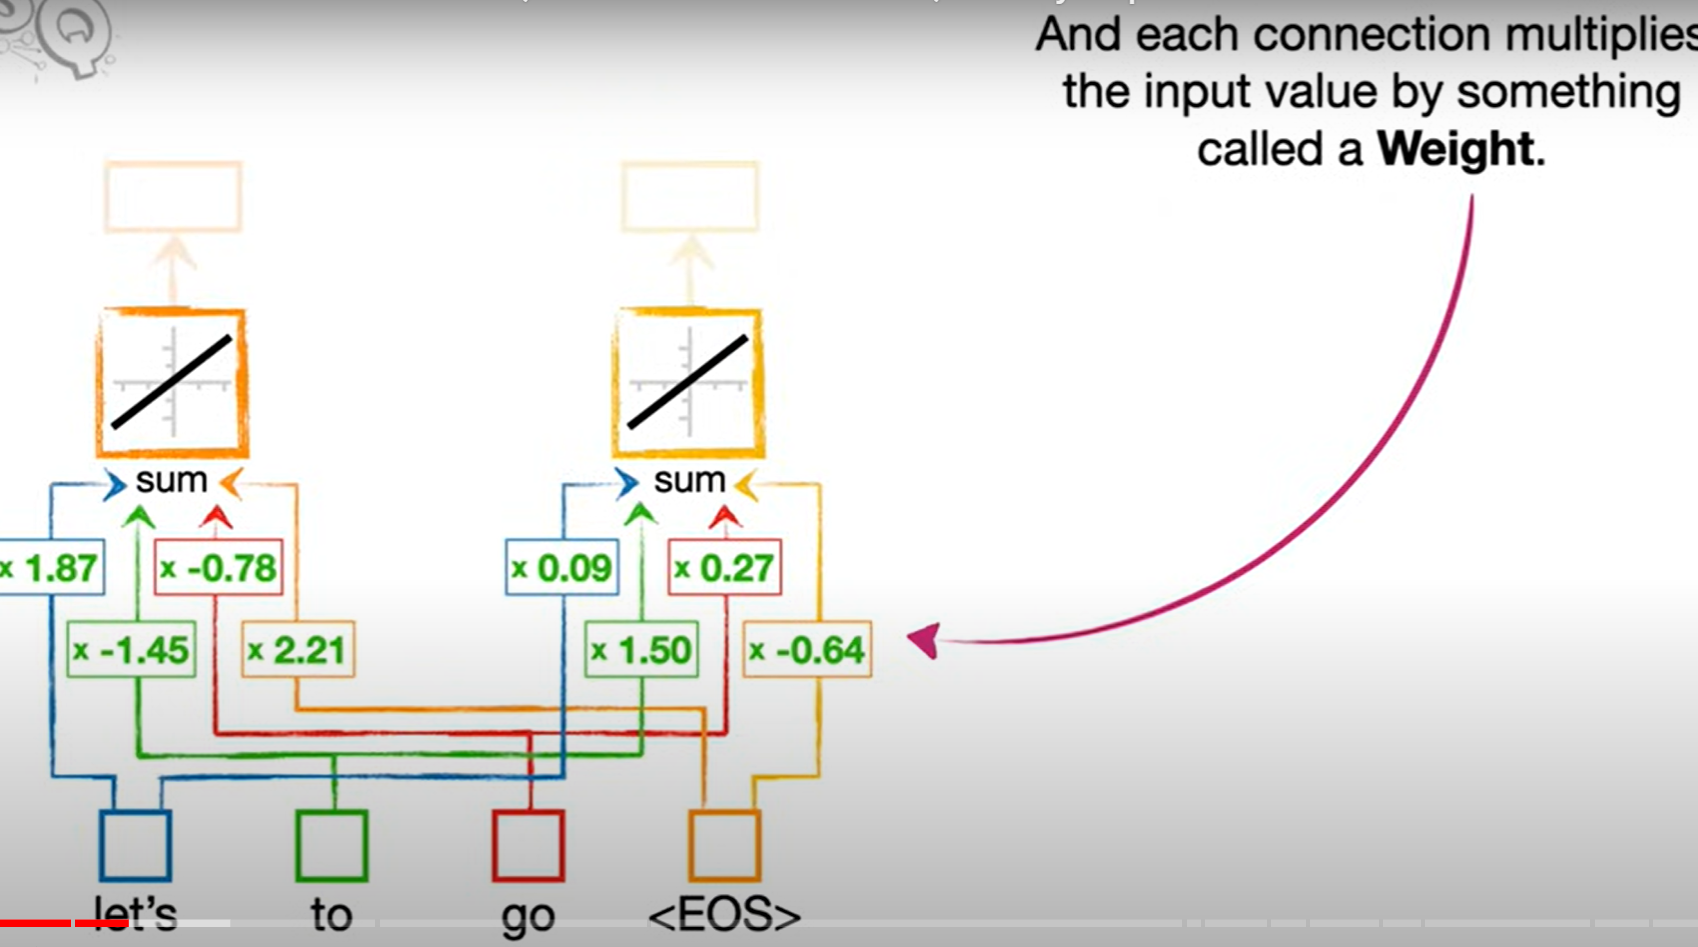 And each connection multiplies
the input value by something
called a Weight.
sum
sum
x 1.87
x -0.78
x 0.09
x 0.27
x -1.45
x 2.21
x 1.50
x -0.64
let's
to
go
<EOS>